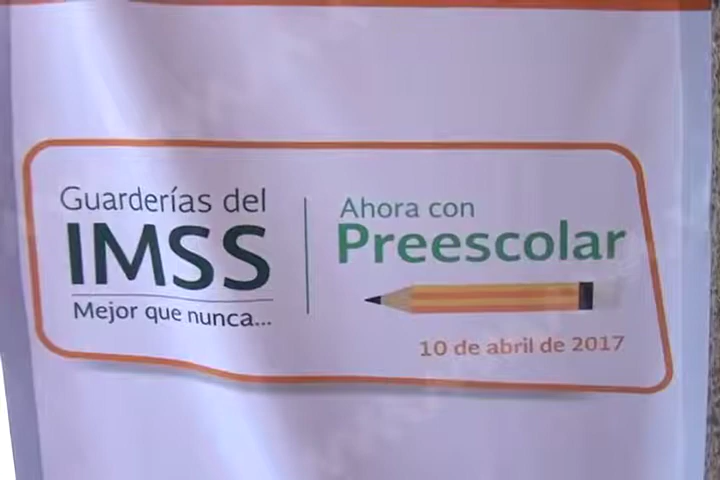 Guarderías del
IMSS
Mejor que nunca...
Ahora con
Preescolar
10 de abril de 2017